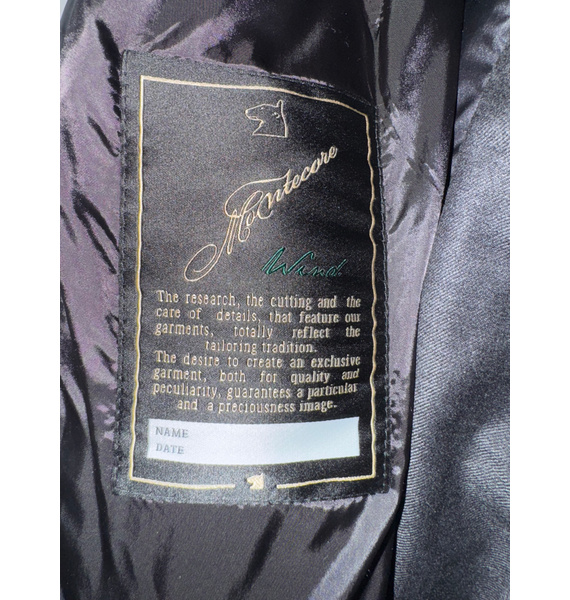 Montecore
Wind
The research, the cutting and the
care of details, that feature our
garments, totally reflect the
tailoring tradition.
The desire to create an exclusive
garment, both for quality and
peculiarity, guarantees a particular
and a preciousness image.
NAME
DATE